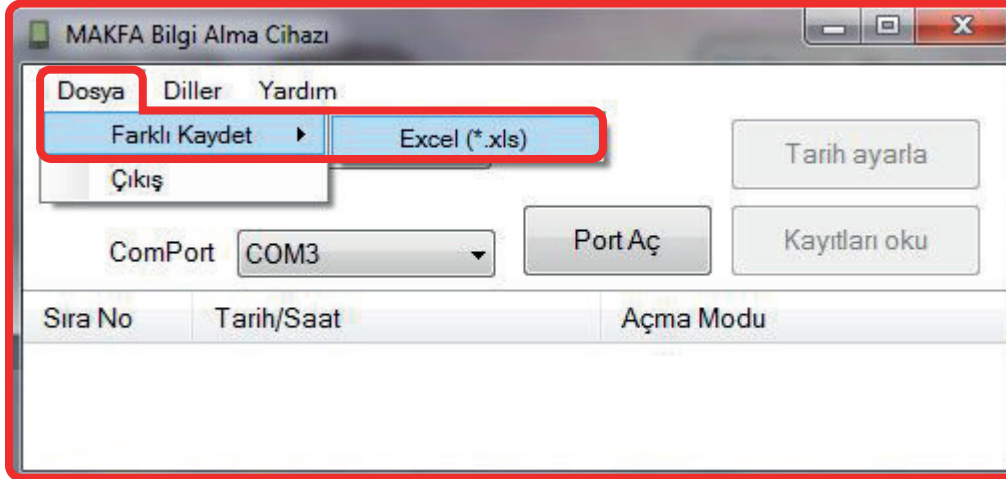 MAKFA Bilgi Alma Cihazı
Dosya Diller Yardım
Farklı Kaydet Excel (*.xls)
Tarih ayarla
Çıkış
ComPort COM3 Port Aç Kayıtları oku
Sıra No Tarih/Saat Açma Modu